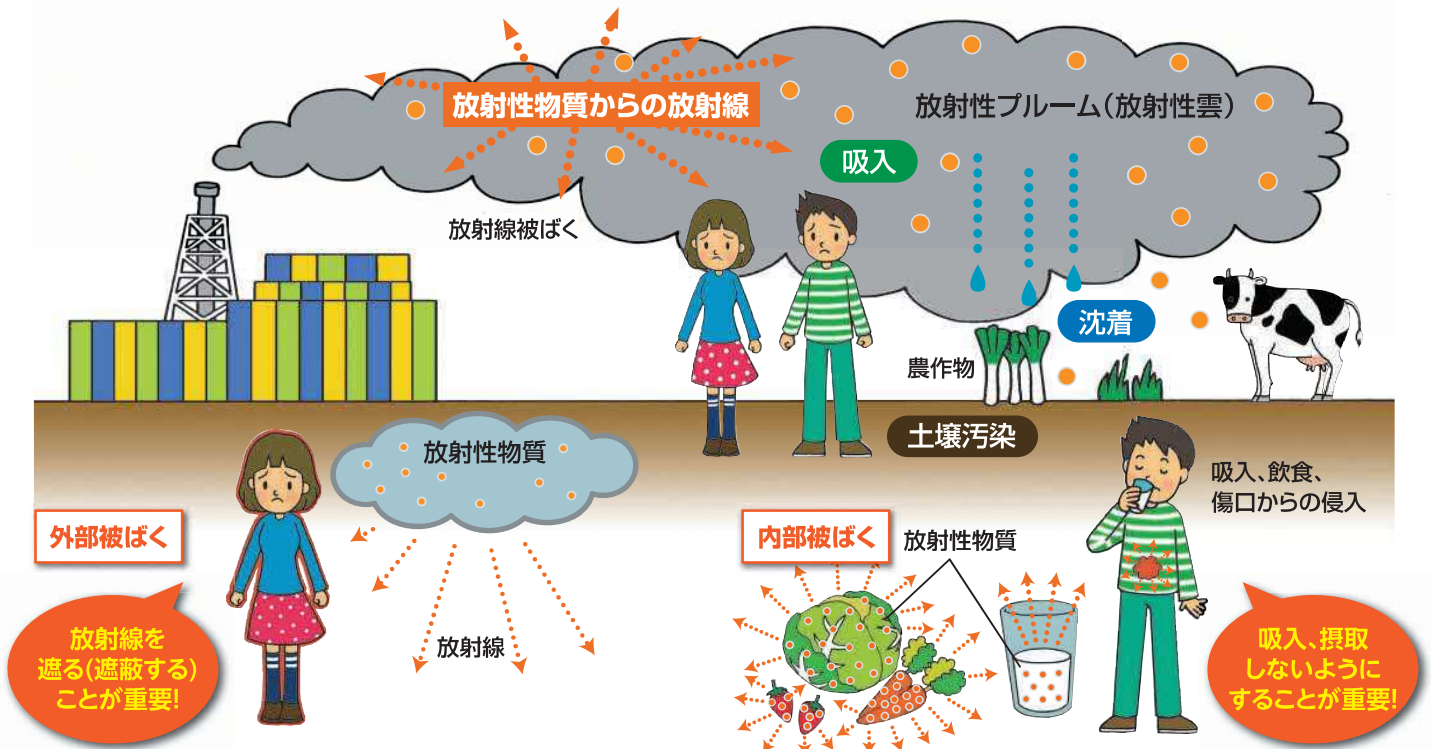 放射性物質からの放射線
放射性プルーム(放射性雲)
吸入
放射線被ばく
沈着
農作物
土壌汚染
放射性物質
外部被ばく
放射線を
遮る(遮蔽する)
ことが重要!
放射線
内部被ばく
放射性物質
吸入、飲食、
傷口からの侵入
吸入、摂取
しないように
することが重要!